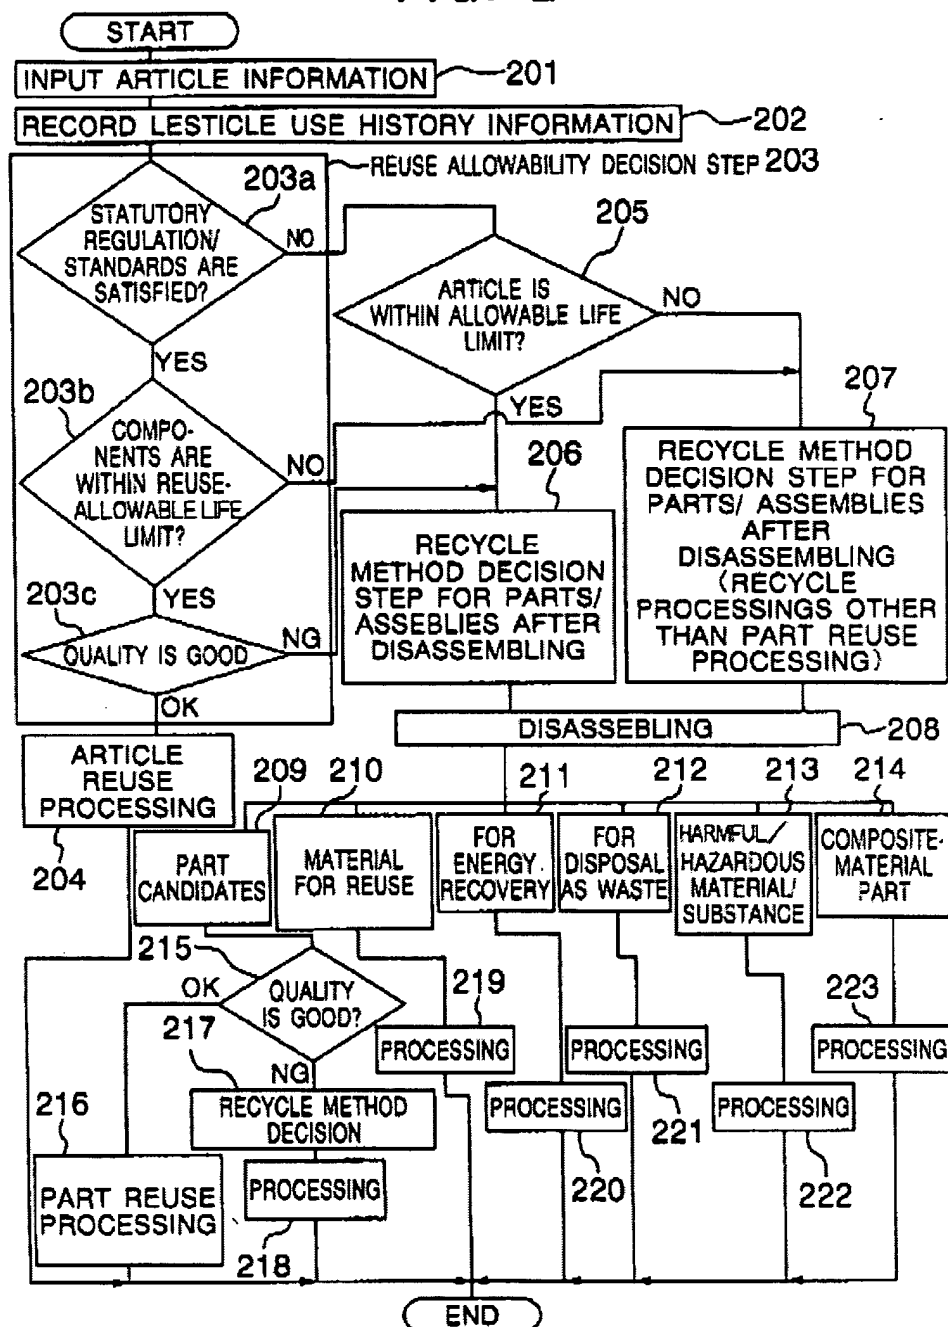 START
INPUT ARTICLE INFORMATION
201
RECORD LESTICLE USE HISTORY INFORMATION
202
REUSE ALLOWABILITY DECISION STEP 203
203a
STATUTORY
REGULATION/
STANDARDS ARE
SATISFIED?
NO
YES
205
ARTICLE IS
WITHIN ALLOWABLE LIFE
LIMIT?
NO
YES
203b
COMPO-
NENTS ARE
WITHIN REUSE-
ALLOWABLE LIFE
LIMIT?
NO
YES
203c
QUALITY IS GOOD
NG
OK
206
RECYCLE
METHOD DECISION
STEP FOR PARTS/
ASSEBLIES AFTER
DISASSEMBLING
207
RECYCLE METHOD
DECISION STEP FOR
PARTS/ ASSEMBLIES
AFTER
DISASSEMBLING
(RECYCLE
PROCESSINGS OTHER
THAN PART REUSE
PROCESSING)
DISASSEBLING
208
ARTICLE
REUSE
PROCESSING
204
209
PART
CANDIDATES
210
MATERIAL
FOR REUSE
211
FOR
ENERGY
RECOVERY
212
FOR
DISPOSAL
AS WASTE
213
HARMFUL/
HAZARDOUS
MATERIAL/
SUBSTANCE
214
COMPOSITE-
MATERIAL
PART
215
QUALITY
IS GOOD?
OK
NG
216
PART REUSE
PROCESSING
217
RECYCLE METHOD
DECISION
PROCESSING
218
219
PROCESSING
PROCESSING
220
PROCESSING
221
PROCESSING
222
223
PROCESSING
END